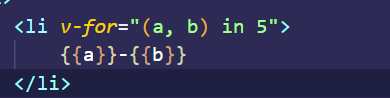 <li v-for="(a, b) in 5">
{{a}}-{{b}}
</li>